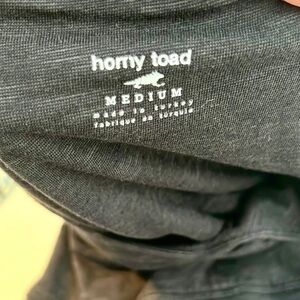 horny toad
MEDIUM
made in turkey
fabriqué en turquie